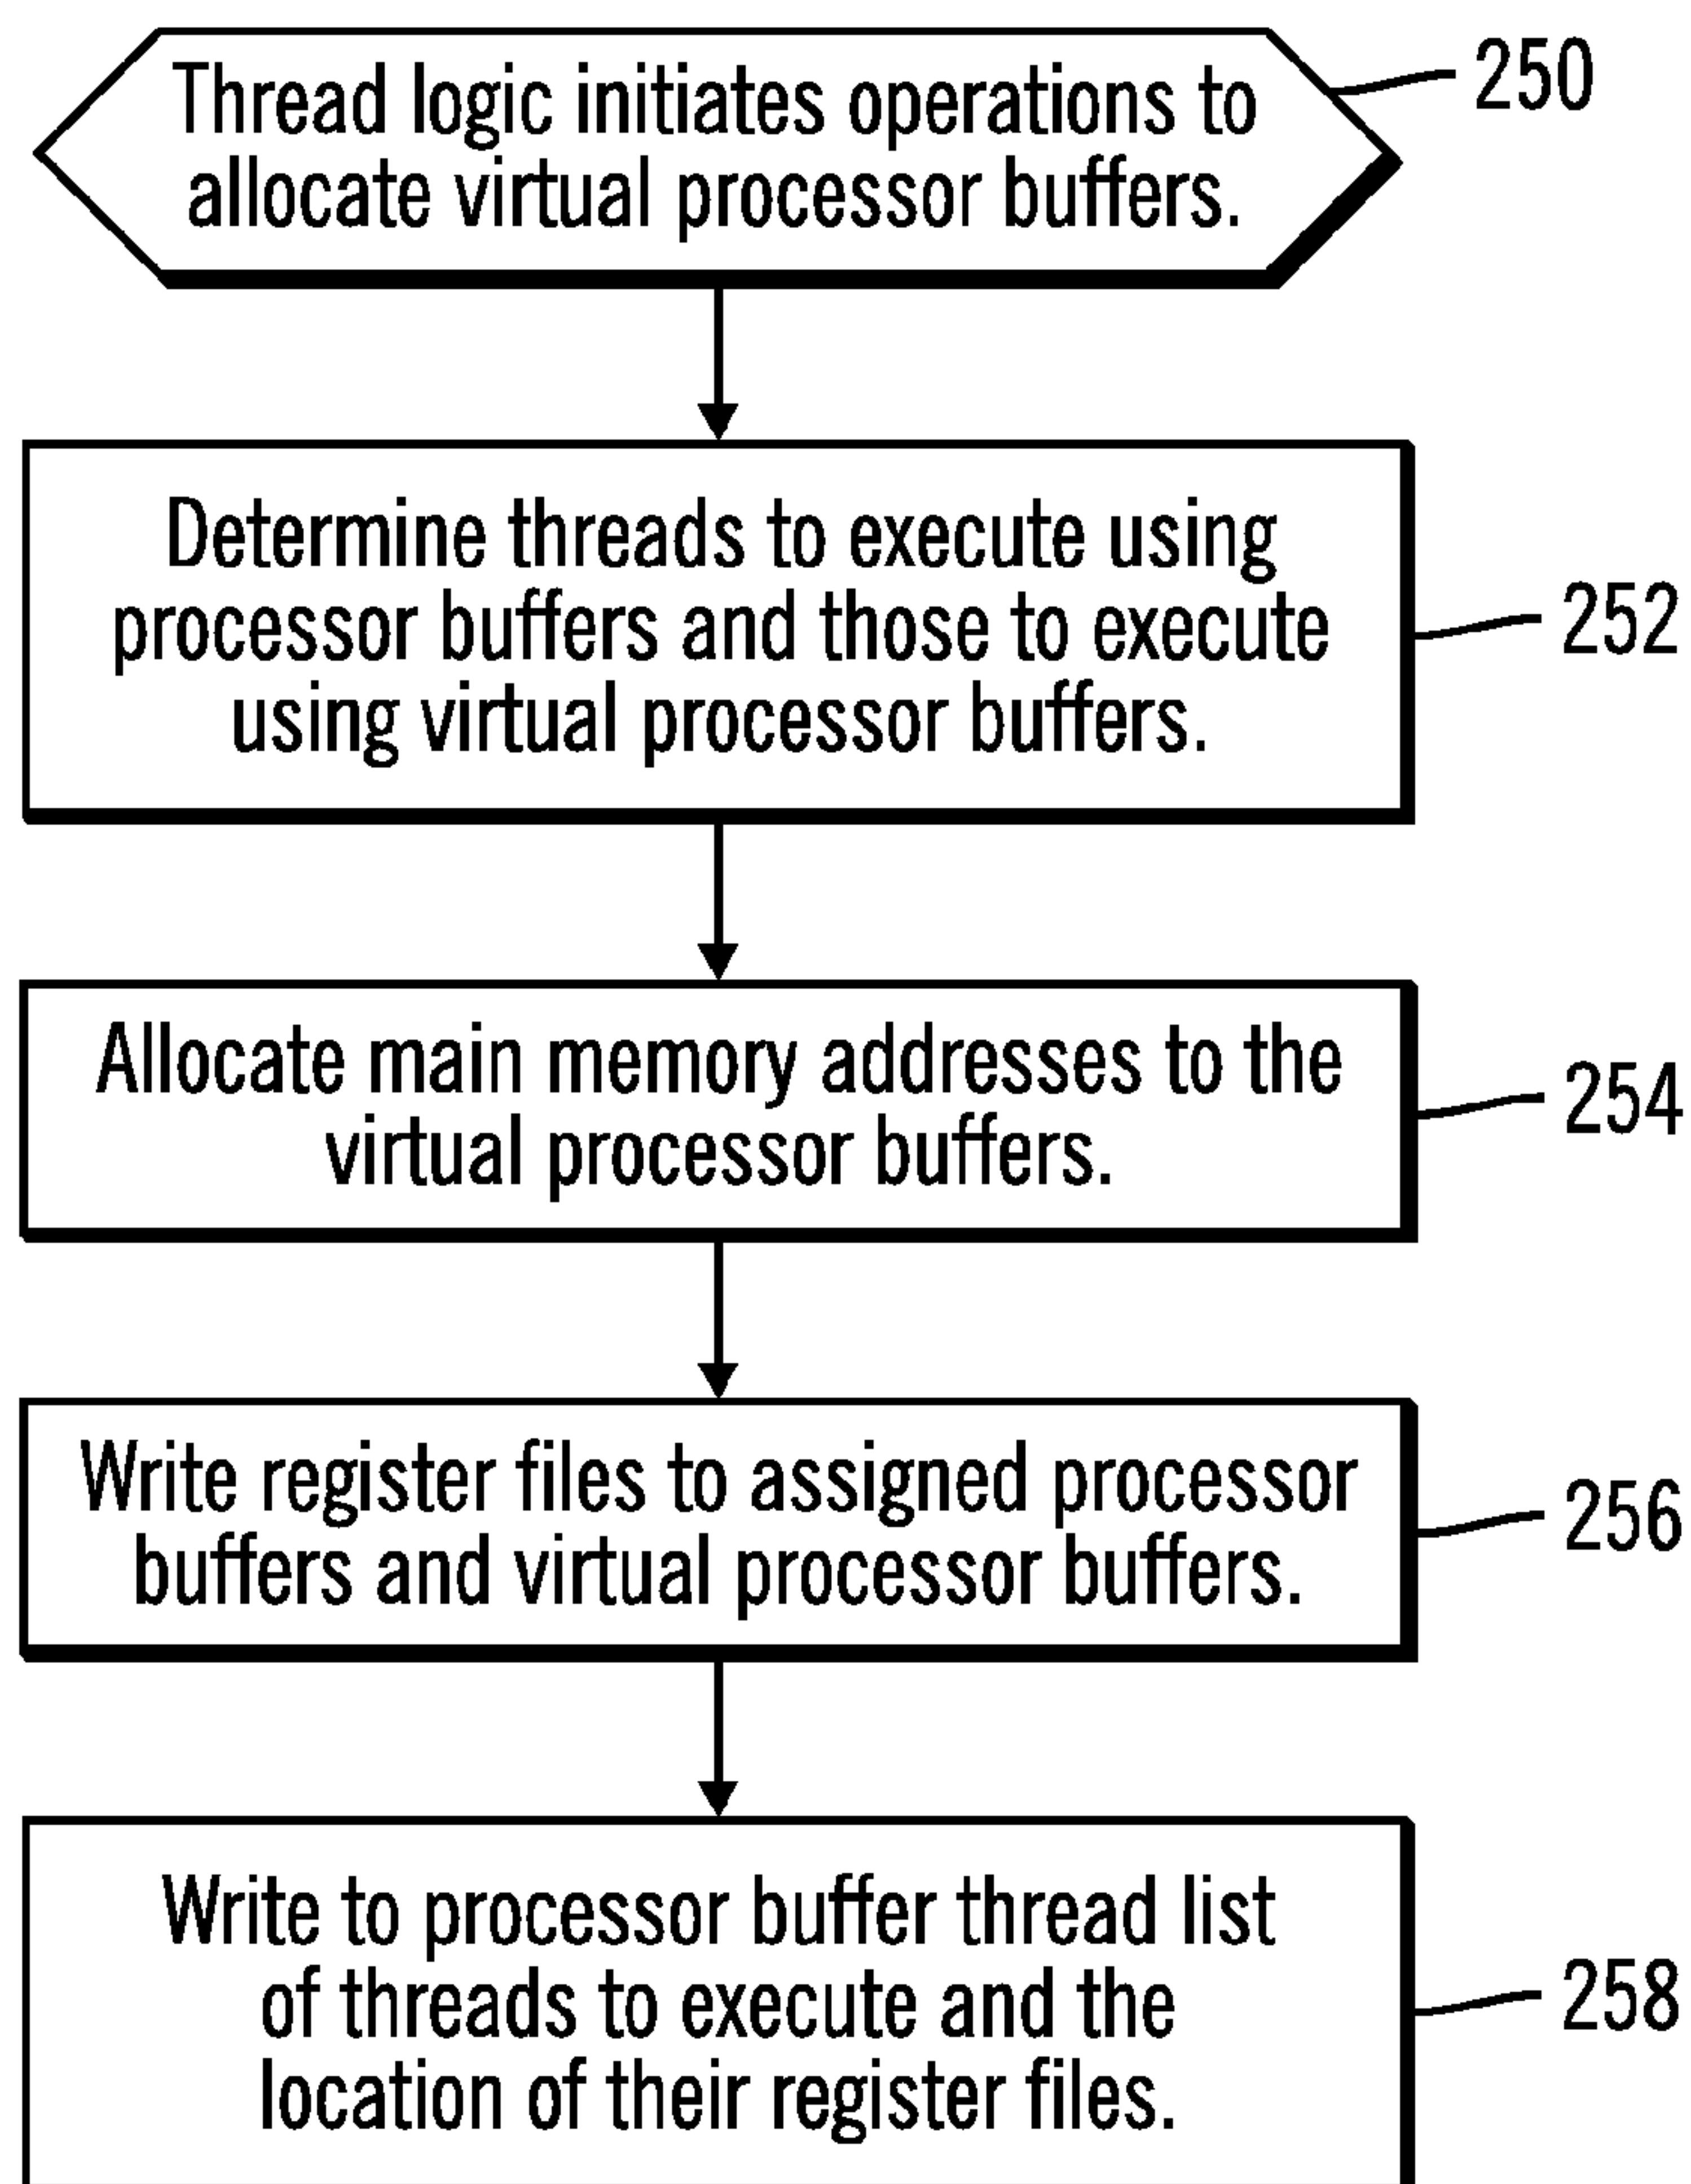 Thread logic initiates operations to
allocate virtual processor buffers.
250
Determine threads to execute using
processor buffers and those to execute
using virtual processor buffers.
252
Allocate main memory addresses to the
virtual processor buffers.
254
Write register files to assigned processor
buffers and virtual processor buffers.
256
Write to processor buffer thread list
of threads to execute and the
location of their register files.
258